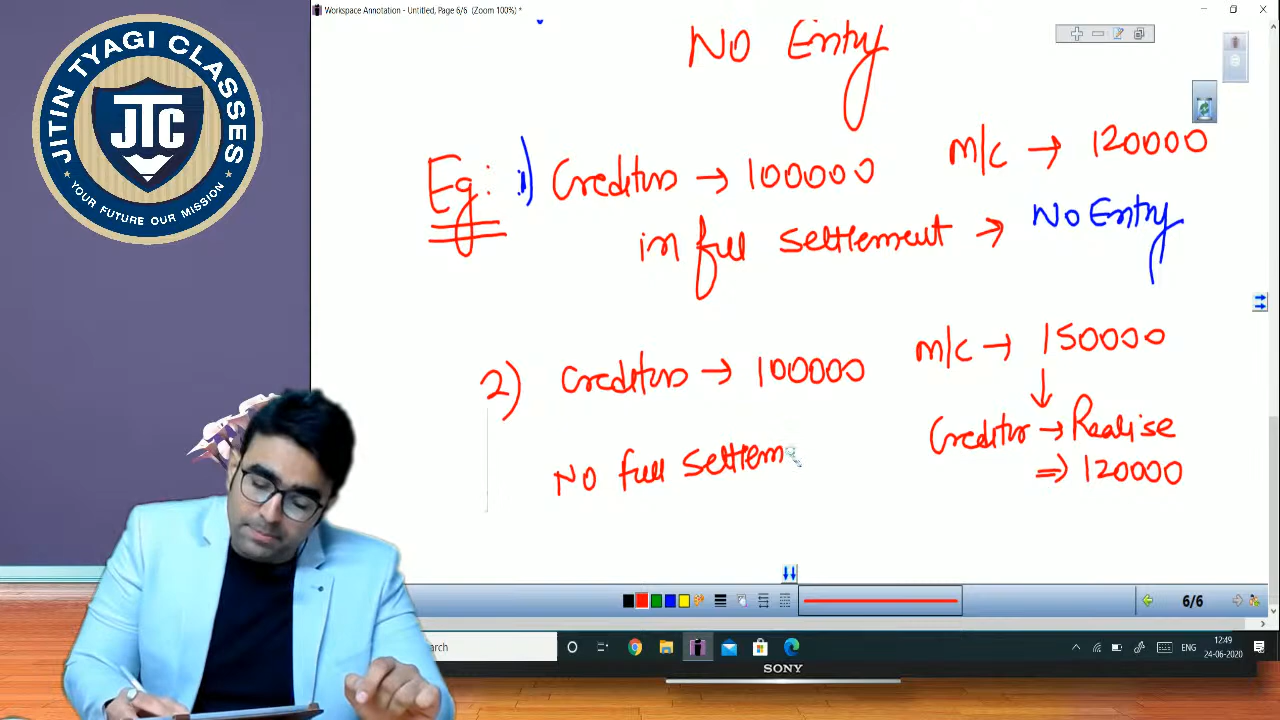 Workspace Annotation - Untitled, Page 6/6 (Zoom 100%) *
JITIN TYAGI CLASSES
JTC
"YOUR FUTURE OUR MISSION"
No Entry
Eg: 1) Creditors → 100000 m/c → 120000
in full settlement → No Entry
2) Creditors → 100000 m/c → 150000
Creditor → Realise
⇒ 120000
No full settlem
6/6
earch
ENG
12:49
24-06-2020
SONY